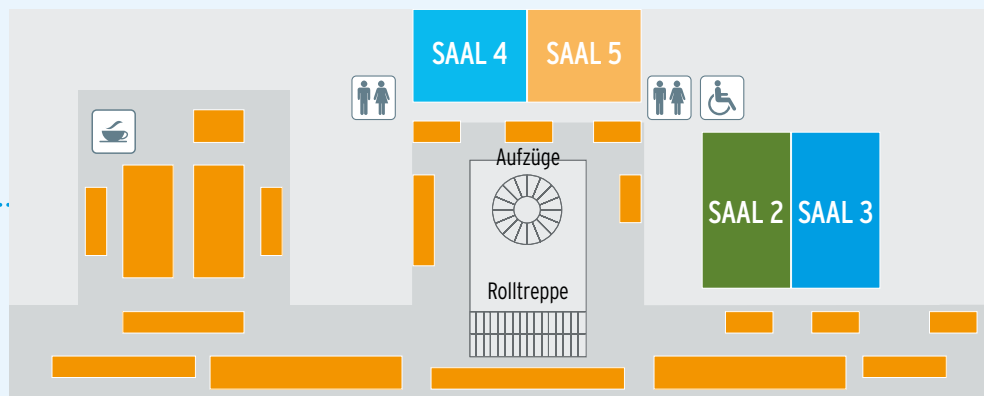 SAAL 4
SAAL 5
Aufzüge
SAAL 2
SAAL 3
Rolltreppe